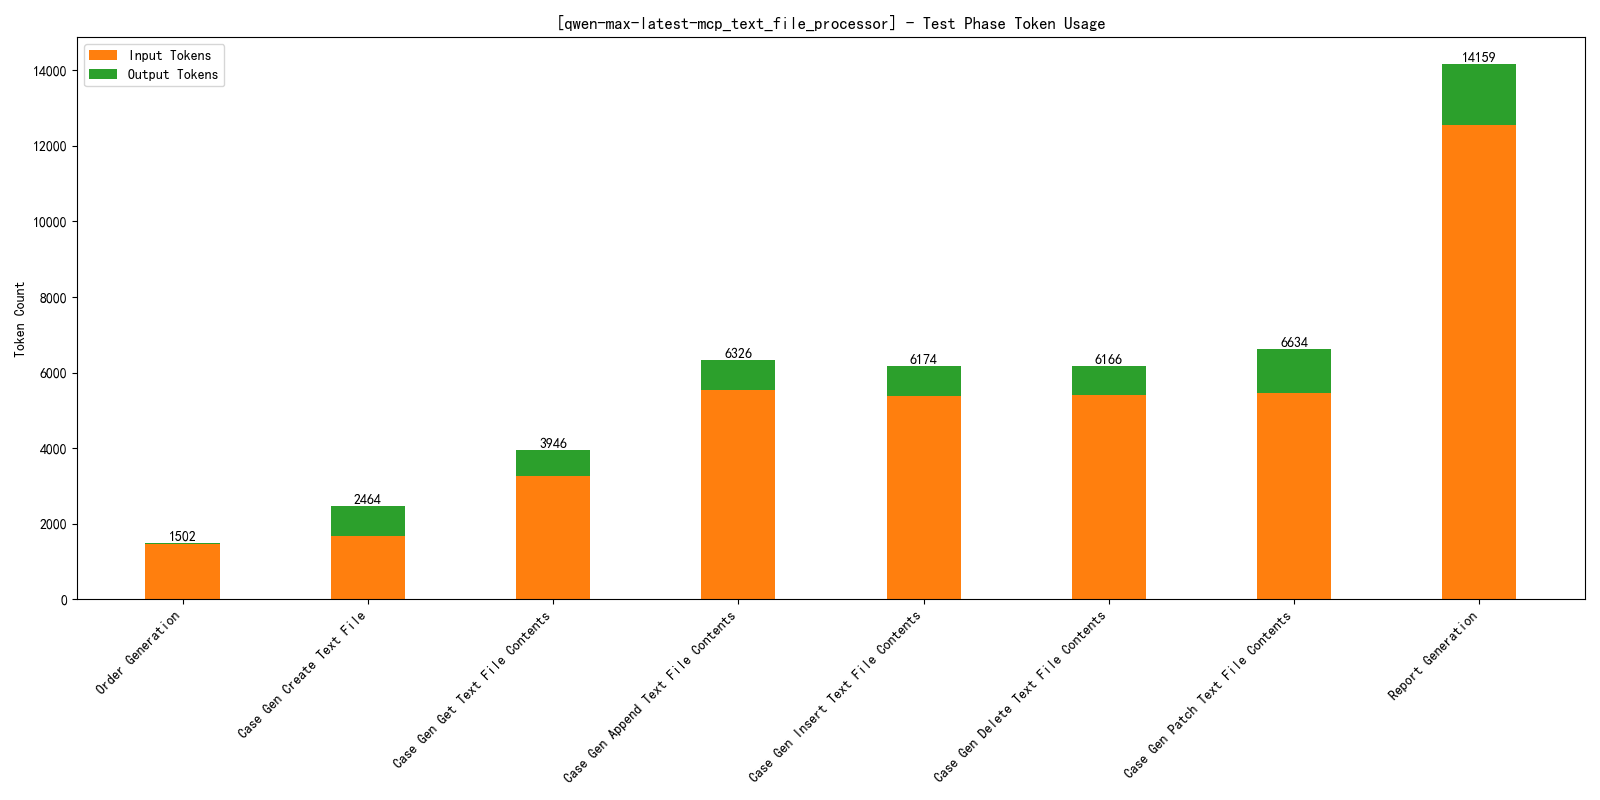 [qwen-max-latest-mcp_text_file_processor] - Test Phase Token Usage
Input Tokens
Output Tokens
Token Count
14000
12000
10000
8000
6000
4000
2000
0
1502
2464
3946
6326
6174
6166
6634
14159
Order Generation
Case Gen Create Text File
Case Gen Get Text File Contents
Case Gen Append Text File Contents
Case Gen Insert Text File Contents
Case Gen Delete Text File Contents
Case Gen Patch Text File Contents
Report Generation